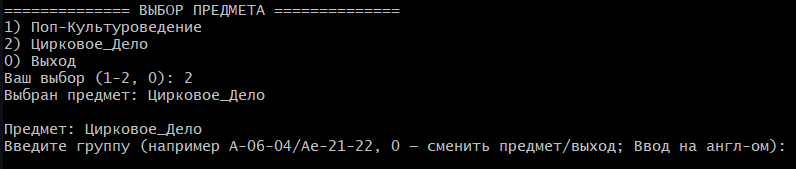 ============== ВЫБОР ПРЕДМЕТА ==============
1) Поп-Культуроведение
2) Цирковое_Дело
0) Выход
Ваш выбор (1-2, 0): 2
Выбран предмет: Цирковое_Дело
Предмет: Цирковое_Дело
Введите группу (например А-06-04/Ае-21-22, 0 — сменить предмет/выход; Ввод на англ-ом):